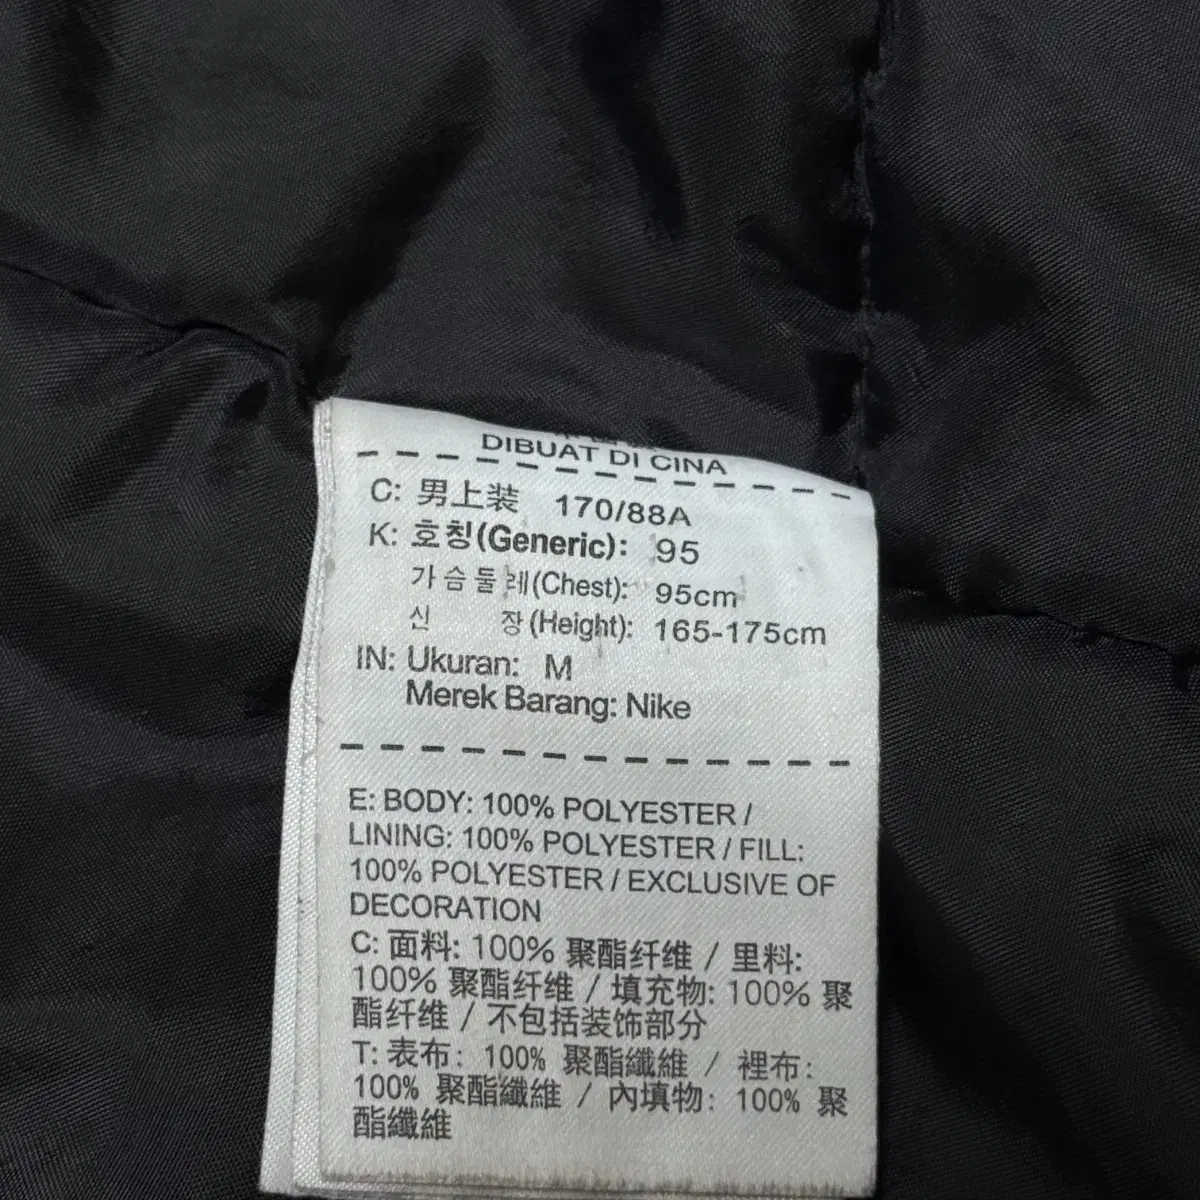 DIBUAT DI CINA
C: 男上装 170/88A
K: 호칭(Generic): 95
가슴둘레(Chest): 95cm
신 장(Height): 165-175cm
IN: Ukuran: M
Merek Barang: Nike
E: BODY: 100% POLYESTER /
LINING: 100% POLYESTER / FILL:
100% POLYESTER / EXCLUSIVE OF
DECORATION
C: 面料: 100% 聚酯纤维 / 里料:
100% 聚酯纤维 / 填充物: 100% 聚
酯纤维 / 不包括装饰部分
T: 表布: 100% 聚酯纖維 / 裡布:
100% 聚酯纖維 / 內填物: 100% 聚
酯纖維